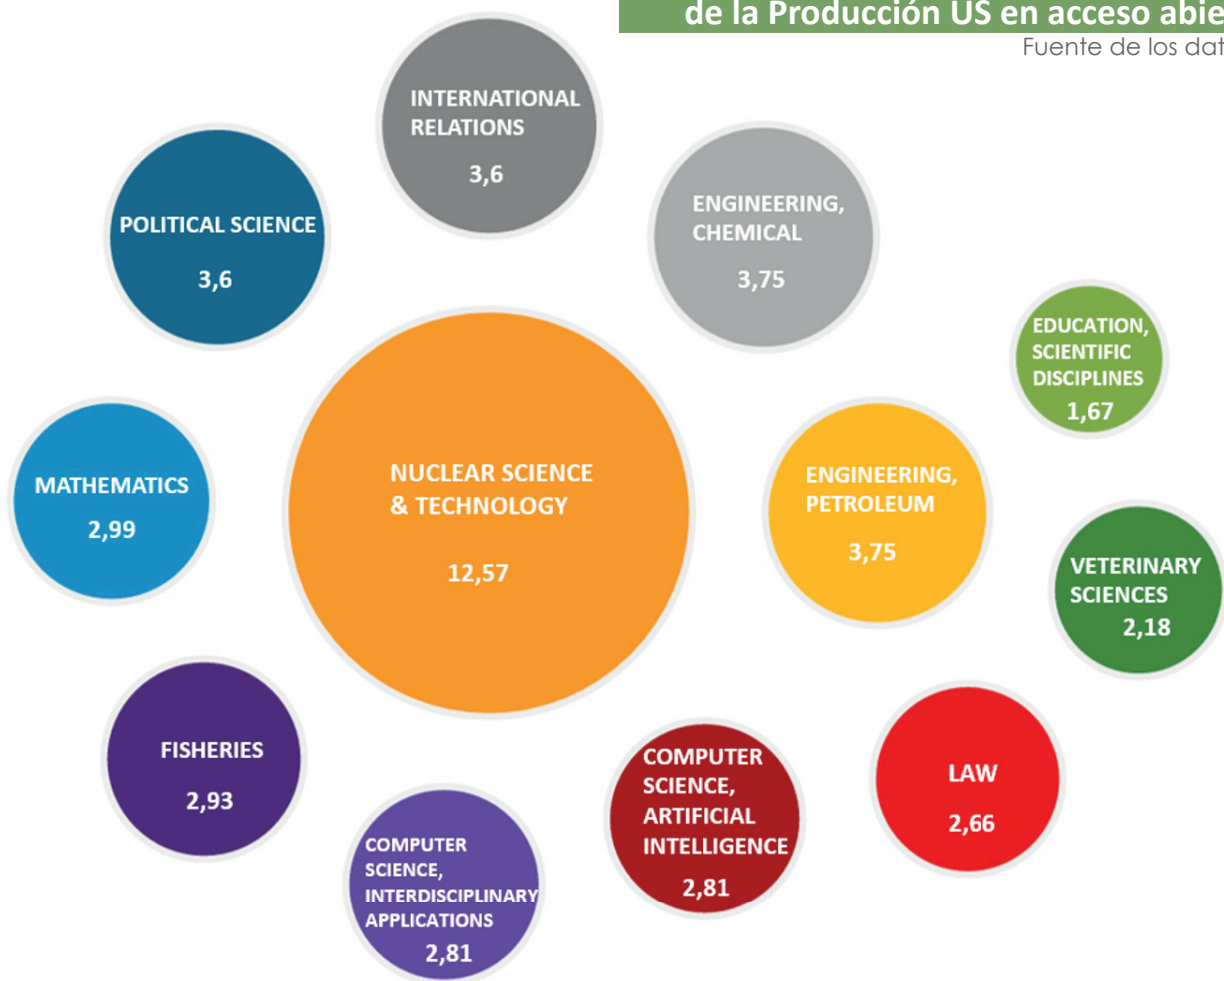 de la Producción US en acceso abie
Fuente de los dat
INTERNATIONAL
RELATIONS
3,6
POLITICAL SCIENCE
3,6
ENGINEERING,
CHEMICAL
3,75
EDUCATION,
SCIENTIFIC
DISCIPLINES
1,67
MATHEMATICS
2,99
NUCLEAR SCIENCE
& TECHNOLOGY
12,57
ENGINEERING,
PETROLEUM
3,75
VETERINARY
SCIENCES
2,18
FISHERIES
2,93
COMPUTER
SCIENCE,
INTERDISCIPLINARY
APPLICATIONS
2,81
COMPUTER
SCIENCE,
ARTIFICIAL
INTELLIGENCE
2,81
LAW
2,66